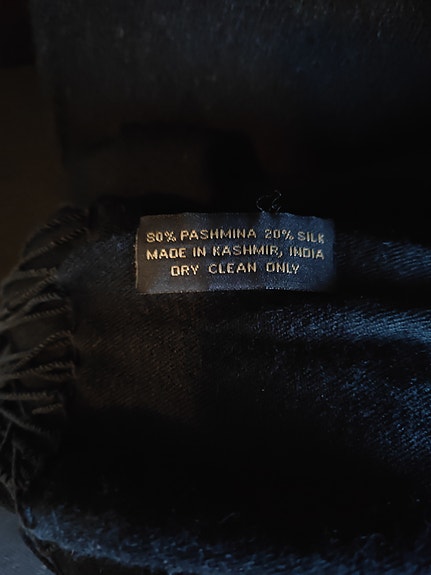 80% PASHMINA 20% SILK
MADE IN KASHMIR, INDIA
DRY CLEAN ONLY